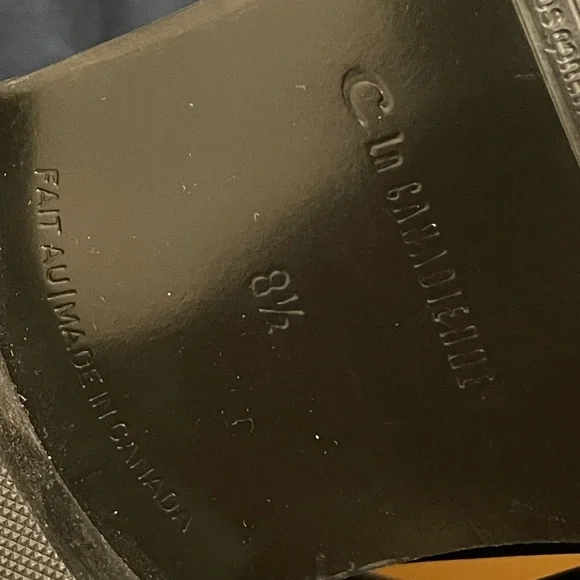 C
la CANADIENNE
8½
FAIT AU/MADE IN CANADA